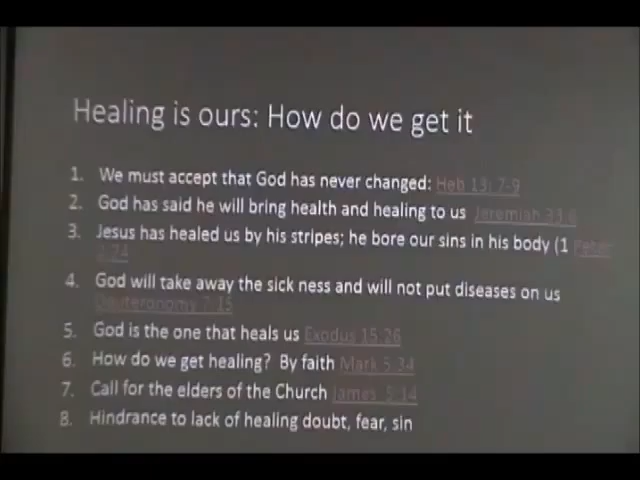 Healing is ours: How do we get it
1. We must accept that God has never changed: Heb 13: 7-9
2. God has said he will bring health and healing to us Jeremiah 33:6
3. Jesus has healed us by his stripes; he bore our sins in his body (1 Peter
2:24
4. God will take away the sick ness and will not put diseases on us
Deuteronomy 7:15
5. God is the one that heals us Exodus 15:26
6. How do we get healing? By faith Mark 5:34
7. Call for the elders of the Church James 5:14
8. Hindrance to lack of healing doubt, fear, sin